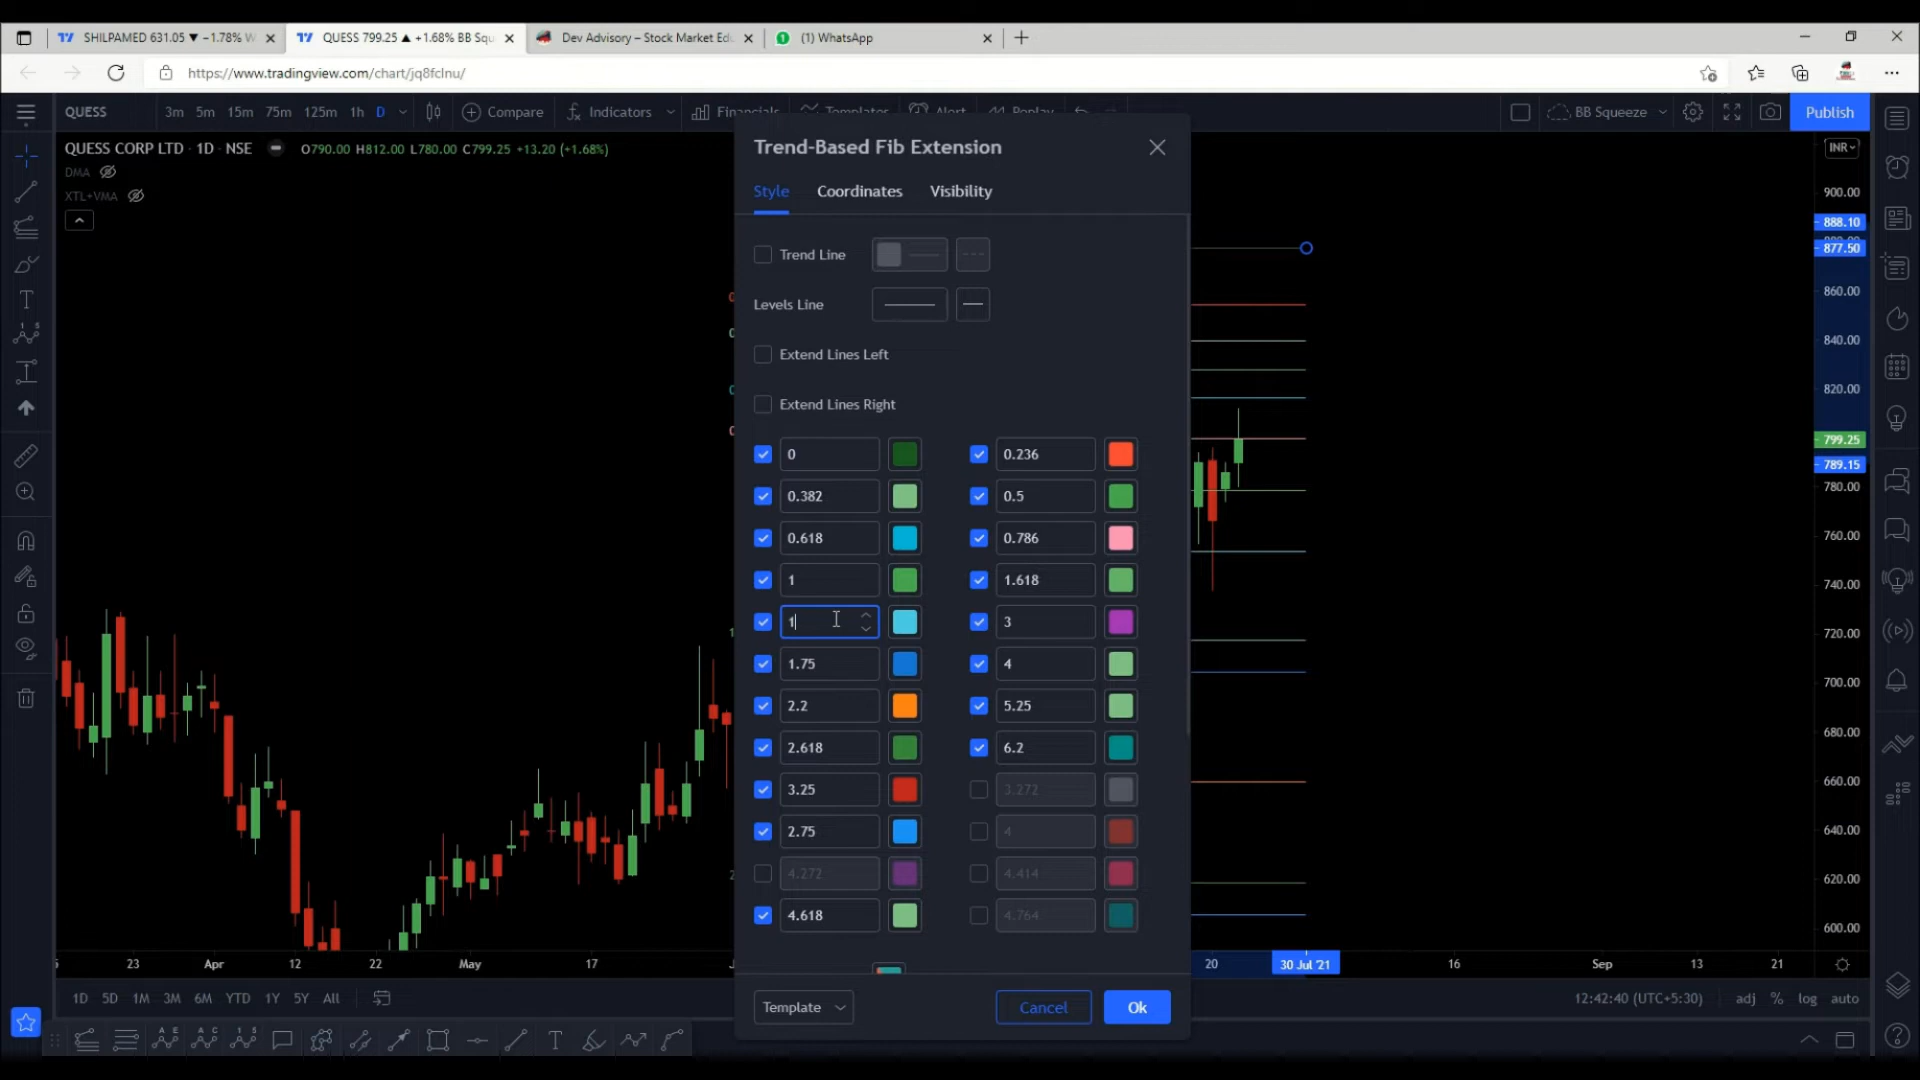 SHILPAMED 631.05 ▼ −1.78% W
QUESS 799.25 ▲ +1.68% BB Squ
Dev Advisory – Stock Market Ed
(1) WhatsApp
https://www.tradingview.com/chart/jq8fclnu/
QUESS 3m 5m 15m 75m 125m 1h D Compare Indicators Financials Templates Alert Replay BB Squeeze Publish
QUESS CORP LTD · 1D · NSE O790.00 H812.00 L780.00 C799.25 +13.20 (+1.68%)
DMA
XTL+VMA
INR
Trend-Based Fib Extension
Style Coordinates Visibility
Trend Line
Levels Line
Extend Lines Left
Extend Lines Right
0 0.236
0.382 0.5
0.618 0.786
1 1.618
1 3
1.75 4
2.2 5.25
2.618 6.2
3.25 3.272
2.75 4
4.272 4.414
4.618 4.764
Template Cancel Ok
900.00
888.10
877.50
860.00
840.00
820.00
799.25
789.15
780.00
760.00
740.00
720.00
700.00
680.00
660.00
640.00
620.00
600.00
23 Apr 12 22 May 17 20 30 Jul '21 16 Sep 13 21
1D 5D 1M 3M 6M YTD 1Y 5Y All 12:42:40 (UTC+5:30) adj % log auto